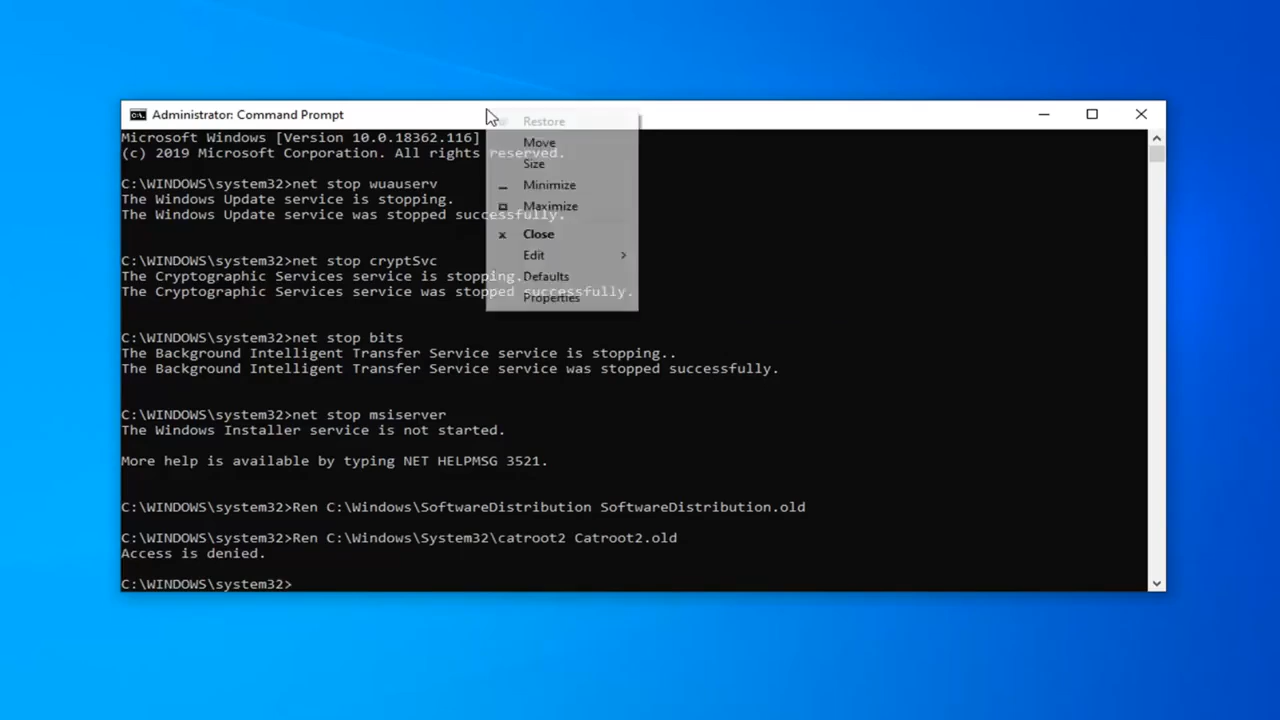 Administrator: Command Prompt
Microsoft Windows [Version 10.0.18362.116]
(c) 2019 Microsoft Corporation. All rights reserved.
C:\WINDOWS\system32>net stop wuauserv
The Windows Update service is stopping.
The Windows Update service was stopped successfully.
C:\WINDOWS\system32>net stop cryptSvc
The Cryptographic Services service is stopping.
The Cryptographic Services service was stopped successfully.
C:\WINDOWS\system32>net stop bits
The Background Intelligent Transfer Service service is stopping..
The Background Intelligent Transfer Service service was stopped successfully.
C:\WINDOWS\system32>net stop msiserver
The Windows Installer service is not started.
More help is available by typing NET HELPMSG 3521.
C:\WINDOWS\system32>Ren C:\Windows\SoftwareDistribution SoftwareDistribution.old
C:\WINDOWS\system32>Ren C:\Windows\System32\catroot2 Catroot2.old
Access is denied.
C:\WINDOWS\system32>
Restore
Move
Size
Minimize
Maximize
Close
Edit
Defaults
Properties